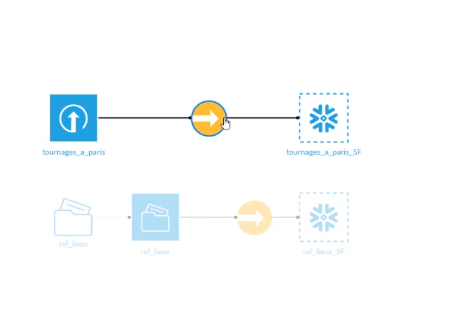 tournages_a_paris
tournages_a_paris_SF
ref_lieux
ref_lieux
ref_lieux_SF